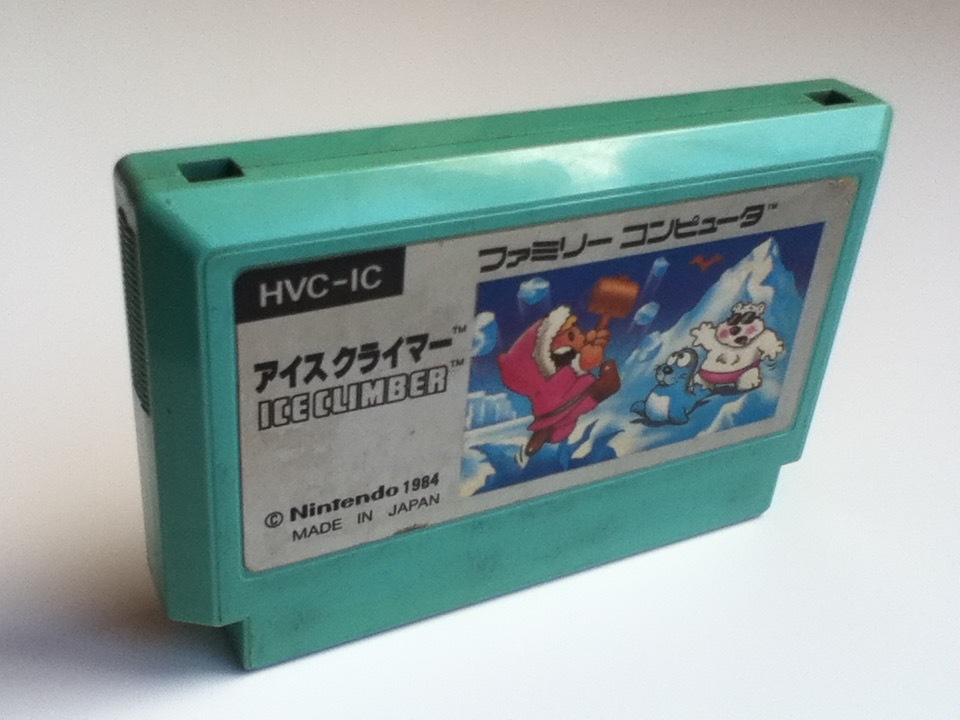 HVC-IC
ファミリー コンピュータ™
アイスクライマー™
ICE CLIMBER™
© Nintendo 1984
MADE IN JAPAN